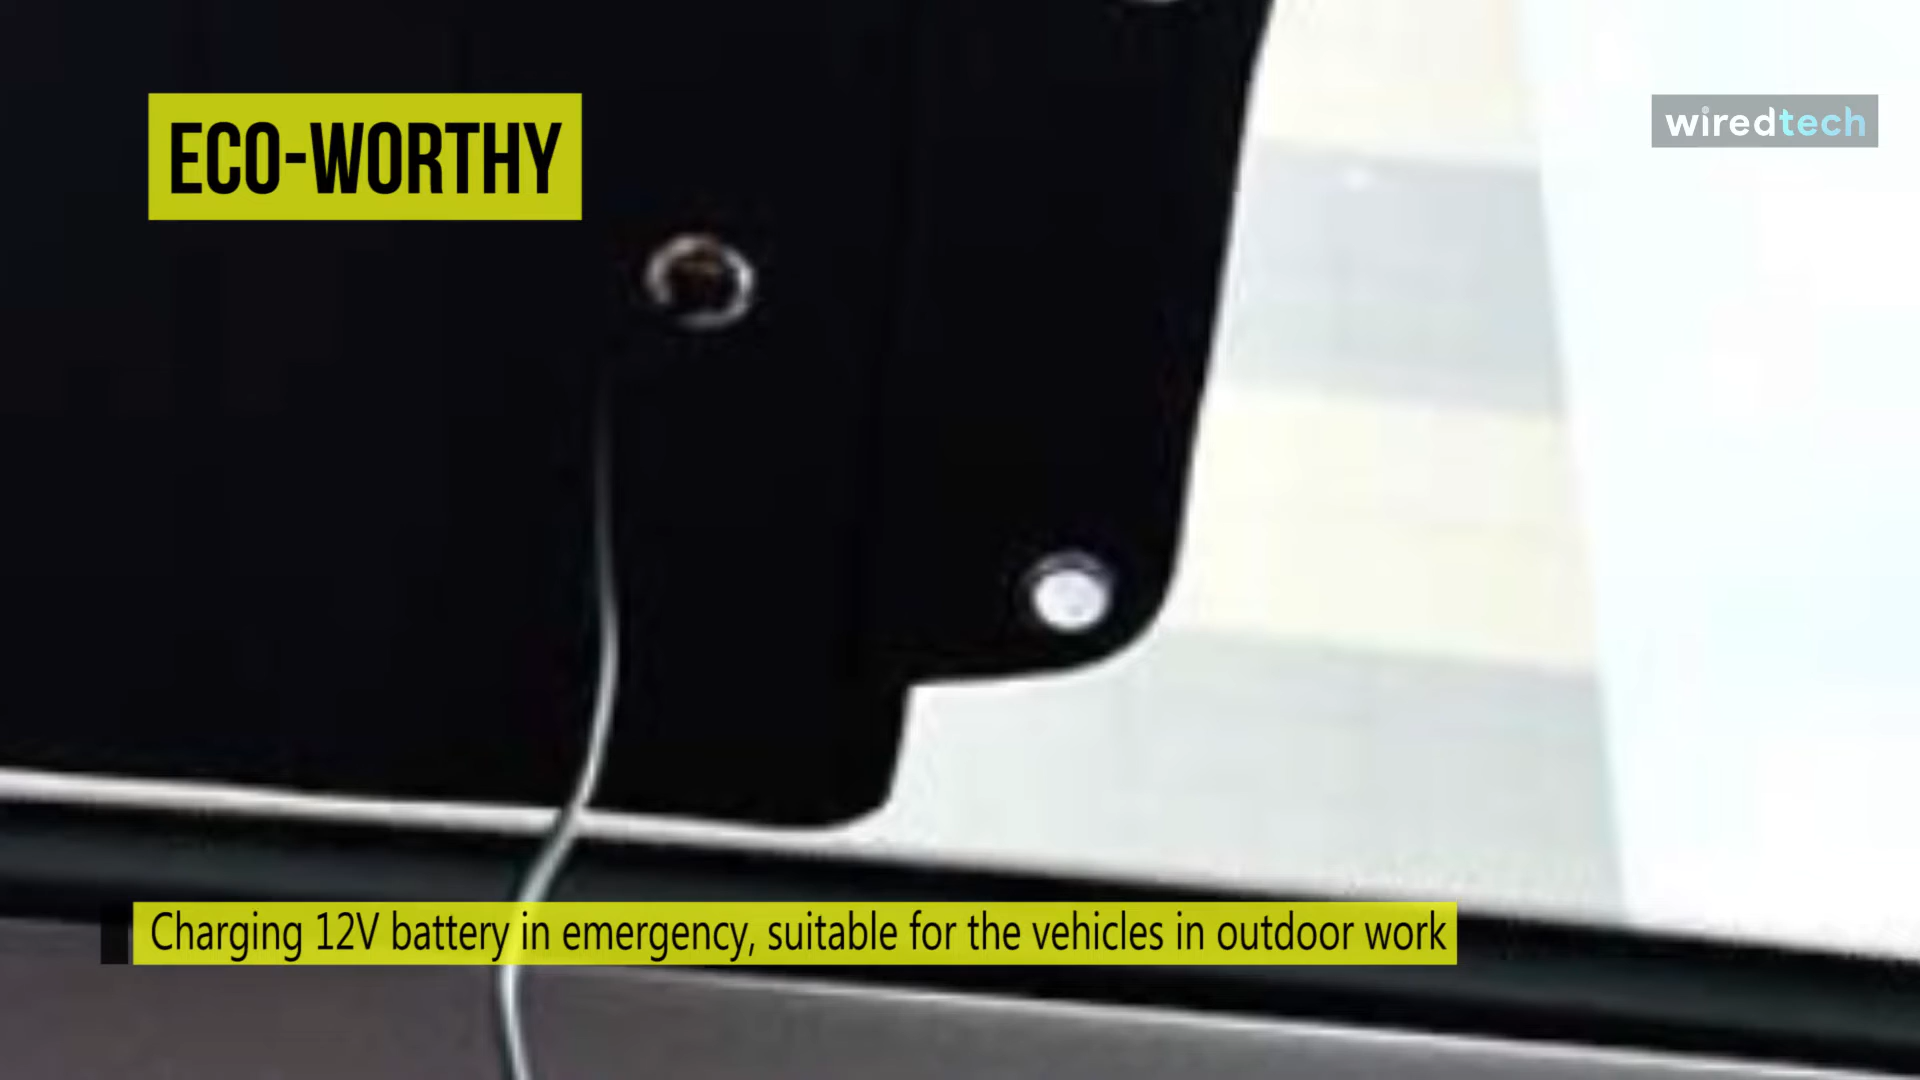 ECO-WORTHY
wiredtech
Charging 12V battery in emergency, suitable for the vehicles in outdoor work